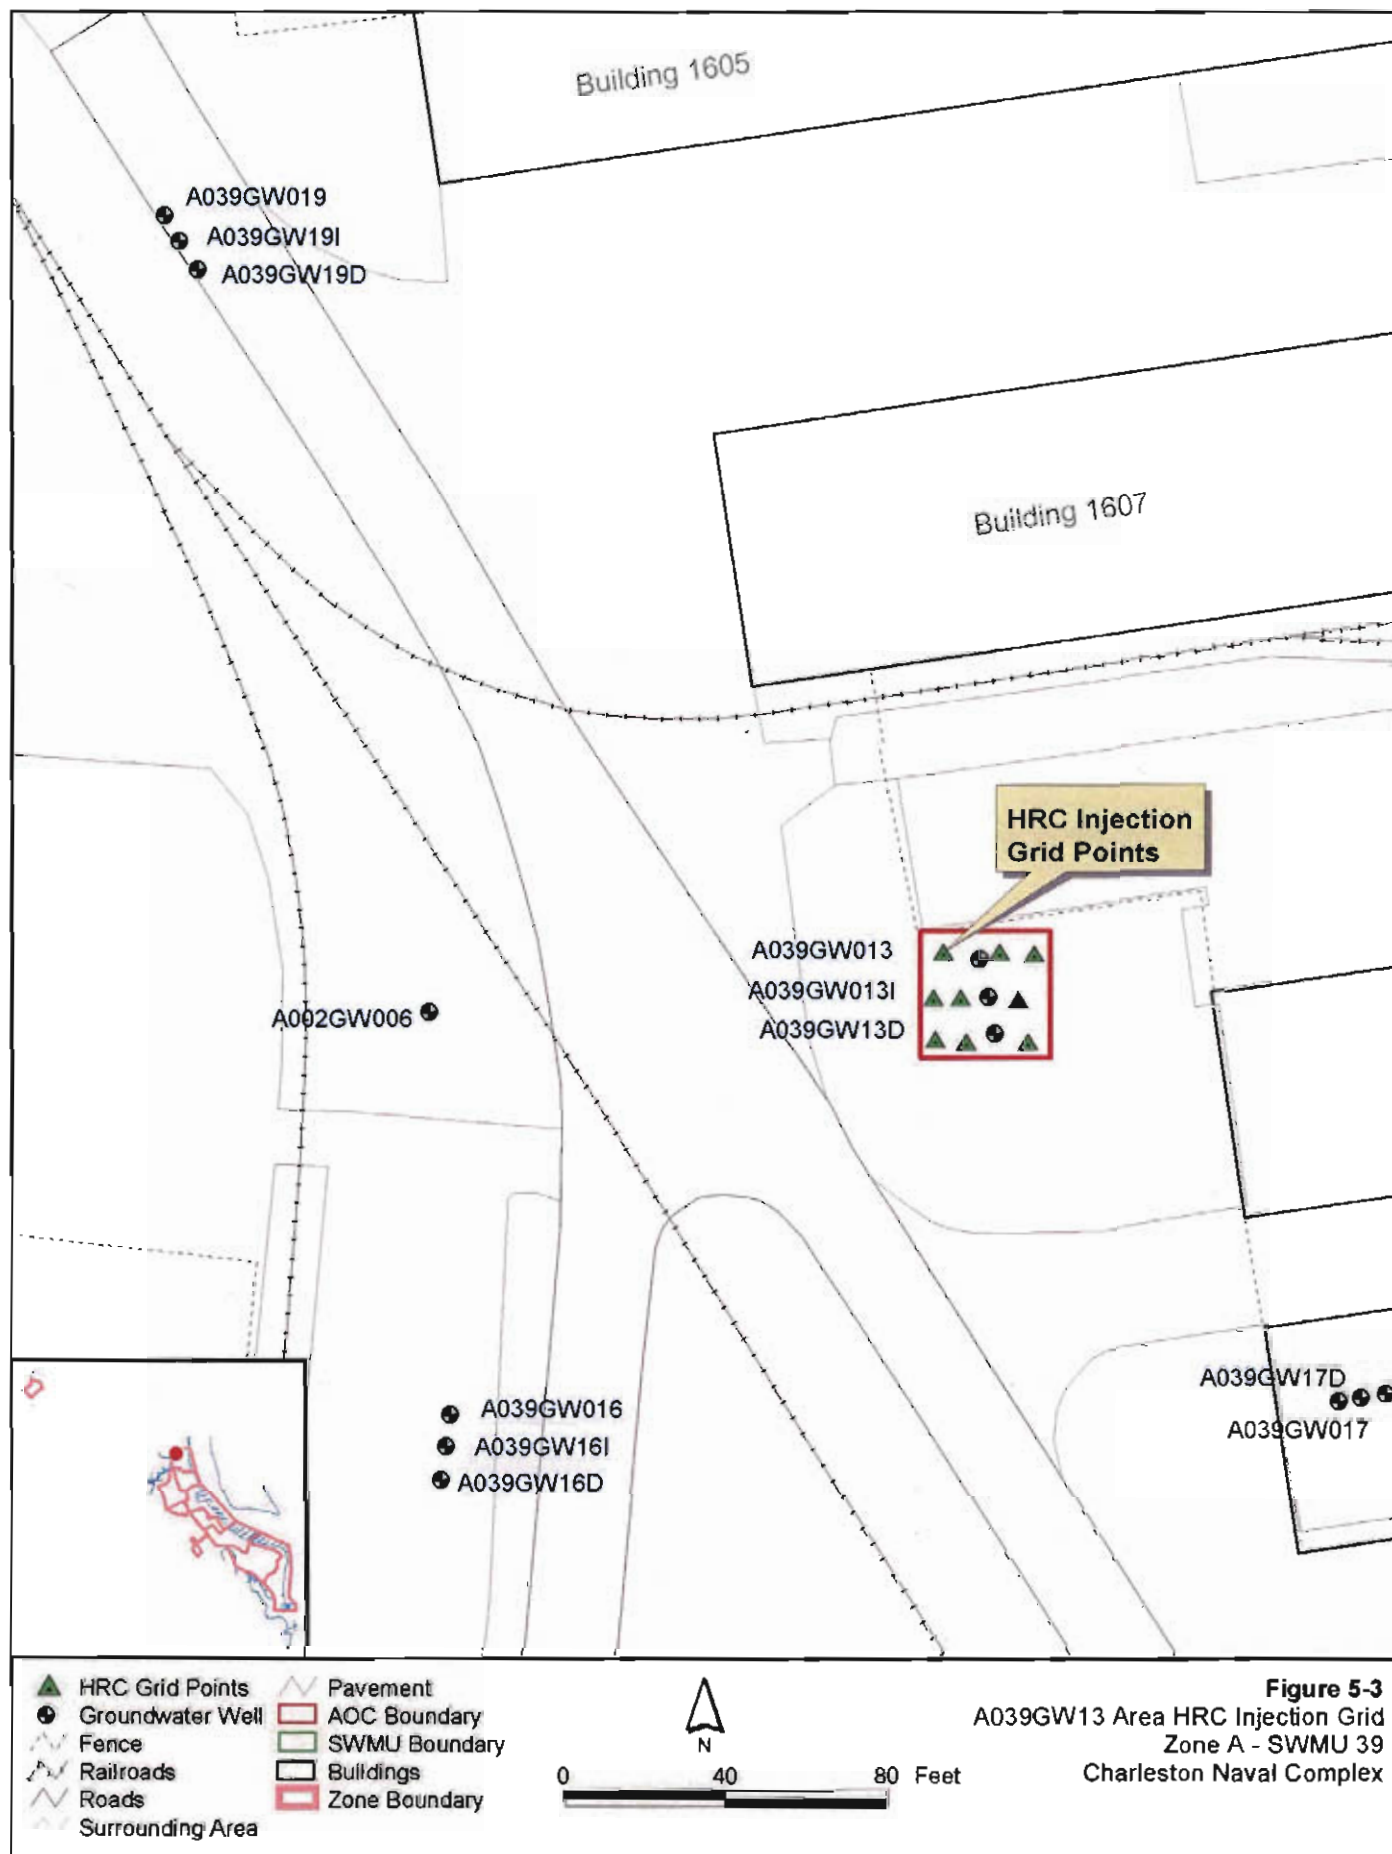 Building 1605
A039GW019
A039GW19I
A039GW19D
Building 1607
HRC Injection
Grid Points
A039GW013
A039GW013I
A039GW13D
A002GW006
A039GW17D
A039GW017
A039GW016
A039GW16I
A039GW16D
HRC Grid Points
Groundwater Well
Fence
Railroads
Roads
Surrounding Area
Pavement
AOC Boundary
SWMU Boundary
Buildings
Zone Boundary
N
0 40 80 Feet
Figure 5-3
A039GW13 Area HRC Injection Grid
Zone A - SWMU 39
Charleston Naval Complex